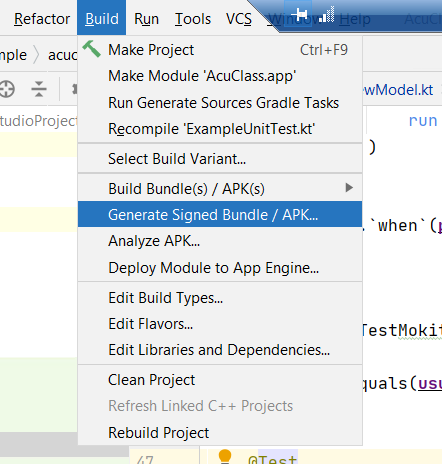 Refactor Build Run Tools VCS Window Help AcuC
mple acuc
Make Project Ctrl+F9
Make Module 'AcuClass.app'
ewModel.kt
Run Generate Sources Gradle Tasks
tudioProject
run
Recompile 'ExampleUnitTest.kt'
)
Select Build Variant...
Build Bundle(s) / APK(s)
Generate Signed Bundle / APK...
.`when`(p
Analyze APK...
Deploy Module to App Engine...
Edit Build Types...
Edit Flavors...
TestMokit
Edit Libraries and Dependencies...
Clean Project
quals(usu
Refresh Linked C++ Projects
Rebuild Project
47 @Test